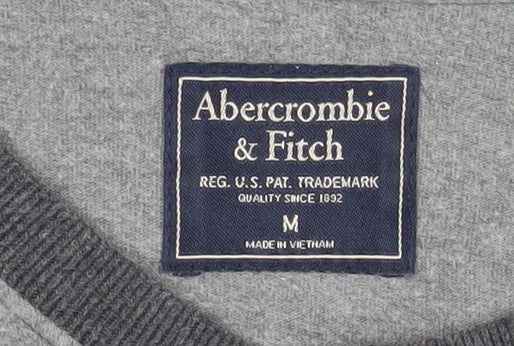 Abercrombie
& Fitch
REG. U.S. PAT. TRADEMARK
QUALITY SINCE 1892
M
MADE IN VIETNAM